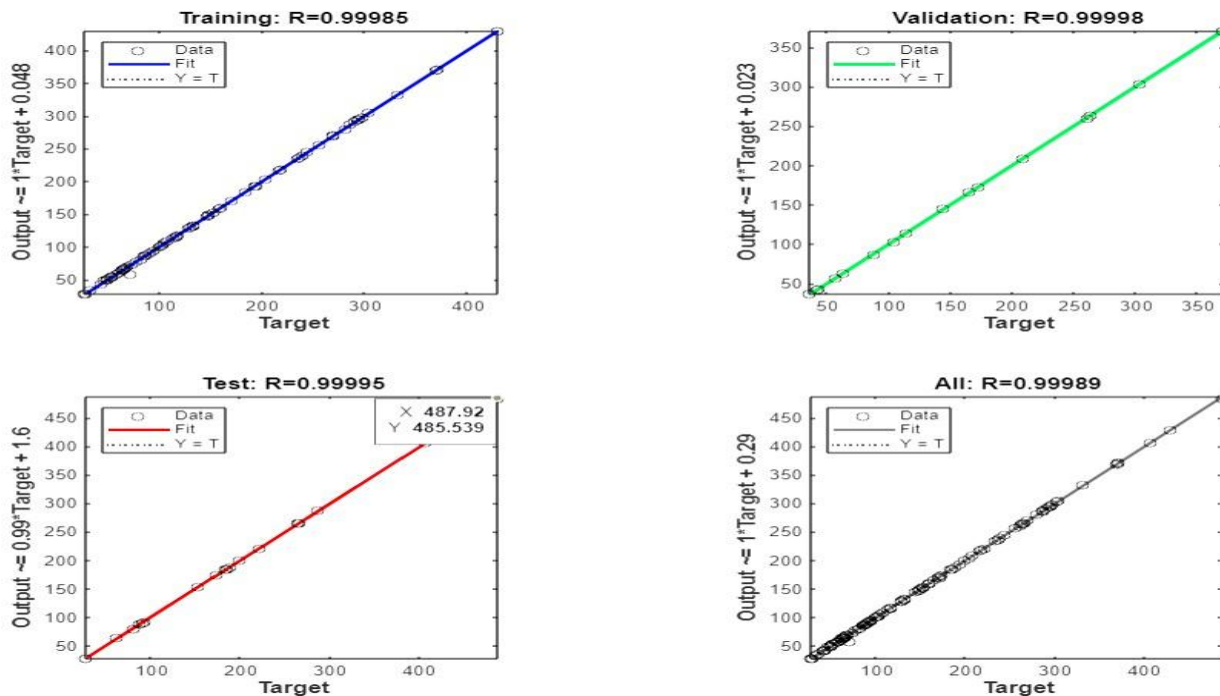 Training: R=0.99985
Output ~= 1*Target + 0.048
400
350
300
250
200
150
100
50
Data
Fit
Y = T
100
200
300
400
Target
Validation: R=0.99998
Output ~= 1*Target + 0.023
350
300
250
200
150
100
50
Data
Fit
Y = T
50
100
150
200
250
300
350
Target
Test: R=0.99995
Output ~= 0.99*Target + 1.6
450
400
350
300
250
200
150
100
50
Data
Fit
Y = T
X 487.92
Y 485.539
100
200
300
400
Target
All: R=0.99989
Output ~= 1*Target + 0.29
450
400
350
300
250
200
150
100
50
Data
Fit
Y = T
100
200
300
400
Target